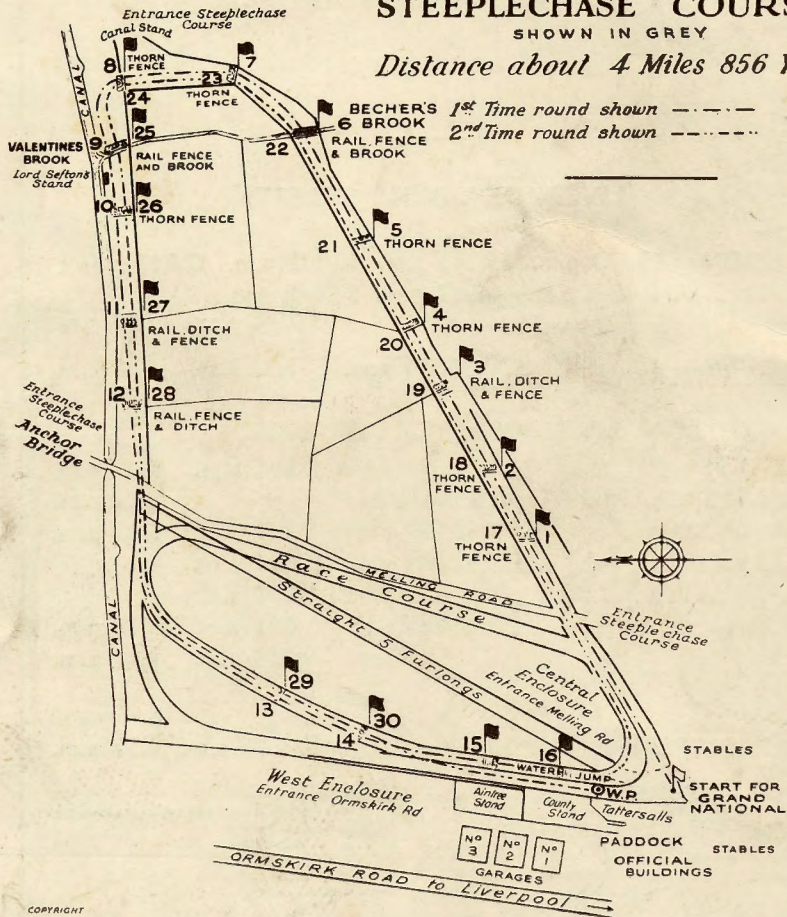 STEEPLECHASE
SHOWN IN GREY
Distance about 4 Miles 856
1st Time round shown
2nd Time round shown
Entrance Steeplechase
Course
Canal Stand
8
THORN
FENCE
24
23
THORN
FENCE
7
CANAL
BECHER'S
6 BROOK
22
RAIL, FENCE
& BROOK
VALENTINES
BROOK
Lord Sefton's
Stand
9
25
RAIL FENCE
AND BROOK
10
26
THORN FENCE
5
21
THORN FENCE
11
27
RAIL, DITCH
& FENCE
4
20
THORN FENCE
3
19
RAIL, DITCH
& FENCE
12
28
RAIL, FENCE
& DITCH
Entrance
Steeplechase
Course
Anchor
Bridge
18
THORN
FENCE
2
17
THORN
FENCE
1
MELLING ROAD
Race Course
Straight 5 Furlongs
Entrance
Steeple chase
Course
Central
Enclosure
Entrance Melling Rd
CANAL
29
13
30
14
15
16
WATER JUMP
W.P.
STABLES
START FOR
GRAND
NATIONAL
West Enclosure
Entrance Ormskirk Rd
Aintree
Stand
County
Stand
Tattersalls
No 3
No 2
No 1
GARAGES
PADDOCK
OFFICIAL
BUILDINGS
STABLES
ORMSKIRK ROAD to Liverpool
COPYRIGHT